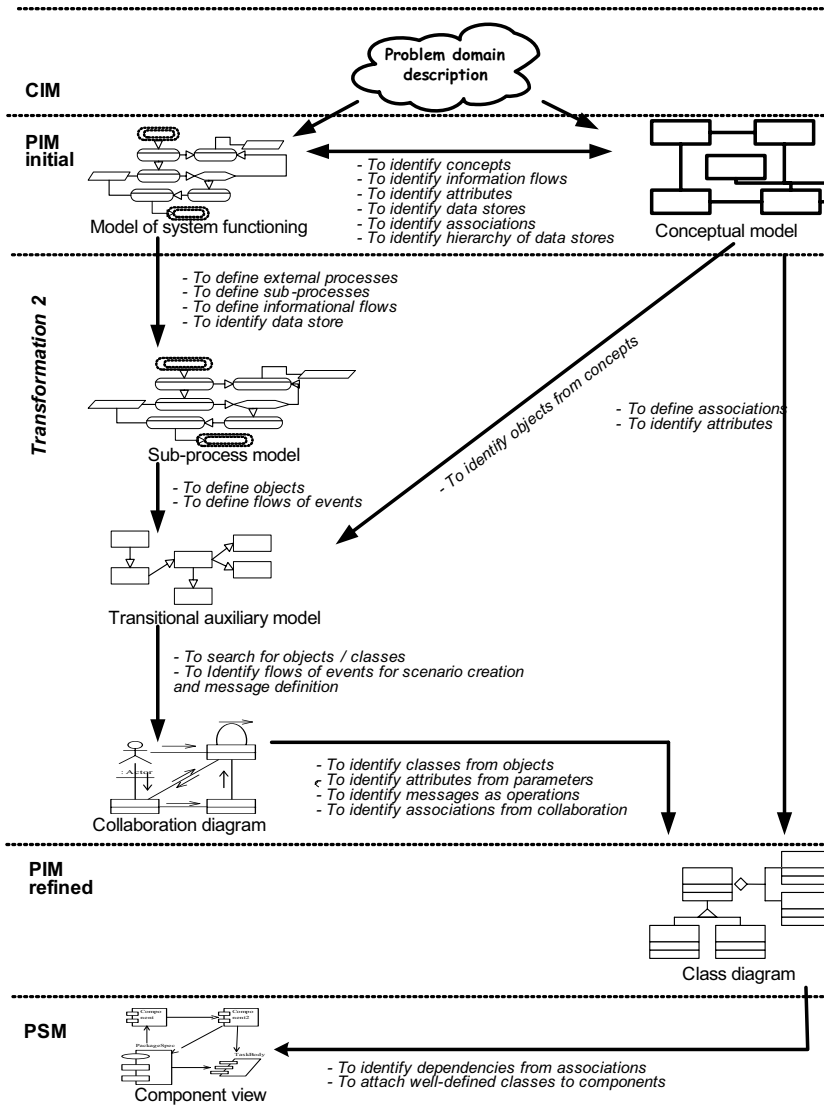 Problem domain
description
CIM
PIM
initial
- To identify concepts
- To identify information flows
- To identify attributes
- To identify data stores
- To identify associations
- To identify hierarchy of data stores
Model of system functioning
Conceptual model
Transformation 2
- To define external processes
- To define sub-processes
- To define informational flows
- To identify data store
- To identify objects from concepts
- To define associations
- To identify attributes
Sub-process model
- To define objects
- To define flows of events
Transitional auxiliary model
- To search for objects / classes
- To Identify flows of events for scenario creation
and message definition
: Actor
Collaboration diagram
- To identify classes from objects
- To identify attributes from parameters
- To identify messages as operations
- To identify associations from collaboration
PIM
refined
Class diagram
PSM
Compo
nent
Compo
nent2
PackageSpec
TaskBody
Component view
- To identify dependencies from associations
- To attach well-defined classes to components